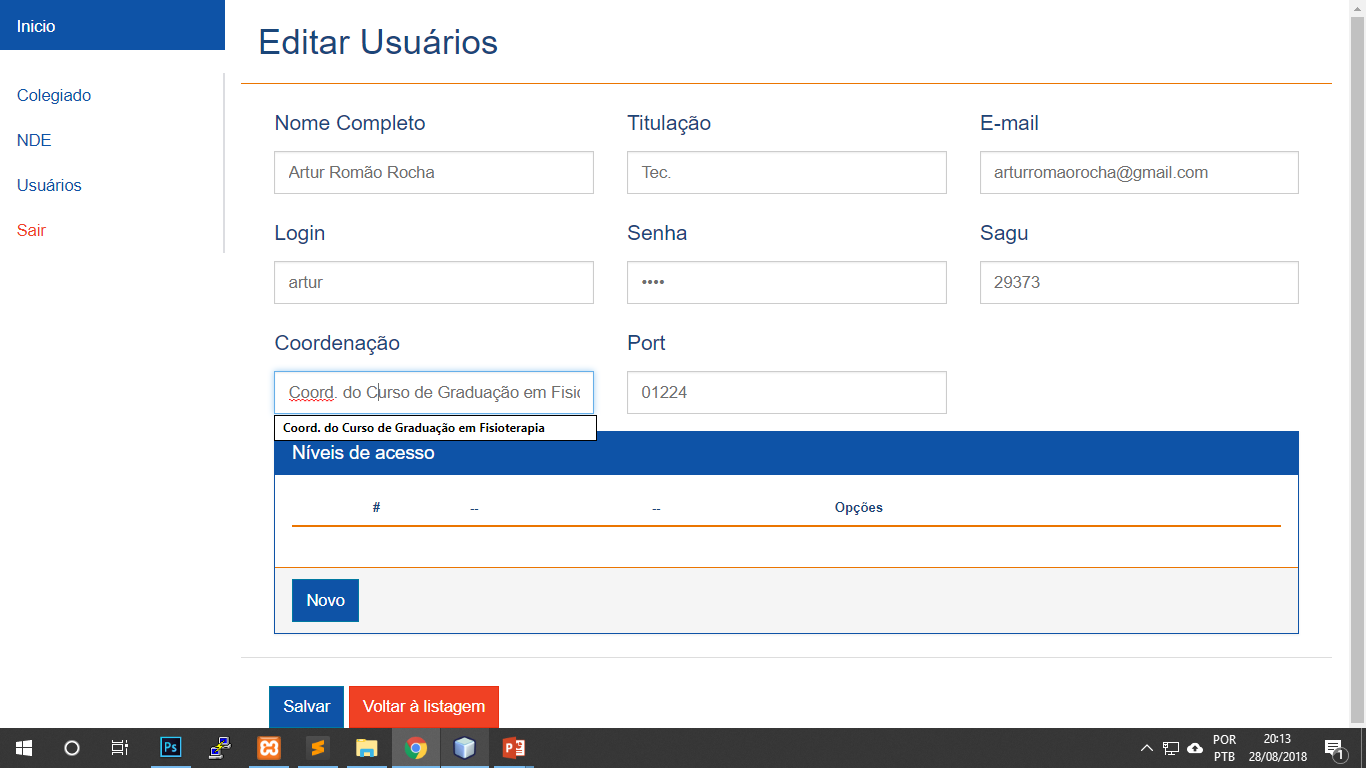 Inicio
Colegiado
NDE
Usuários
Sair
Editar Usuários
Nome Completo
Titulação
E-mail
Artur Romão Rocha
Tec.
arturromaorocha@gmail.com
Login
Senha
Sagu
artur
••••
29373
Coordenação
Port
Coord. do Curso de Graduação em Fisio
01224
Coord. do Curso de Graduação em Fisioterapia
Níveis de acesso
# -- -- Opções
Novo
Salvar
Voltar à listagem
Ps
POR
PTB
20:13
28/08/2018
1